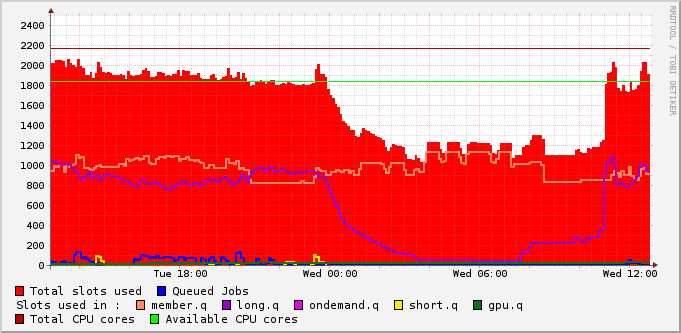 2400
2200
2000
1800
1600
1400
1200
1000
800
600
400
200
0
Tue 18:00 Wed 00:00 Wed 06:00 Wed 12:00
Total slots used Queued Jobs
Slots used in : member.q long.q ondemand.q short.q gpu.q
Total CPU cores Available CPU cores
RRDTOOL / TOBI OETIKER